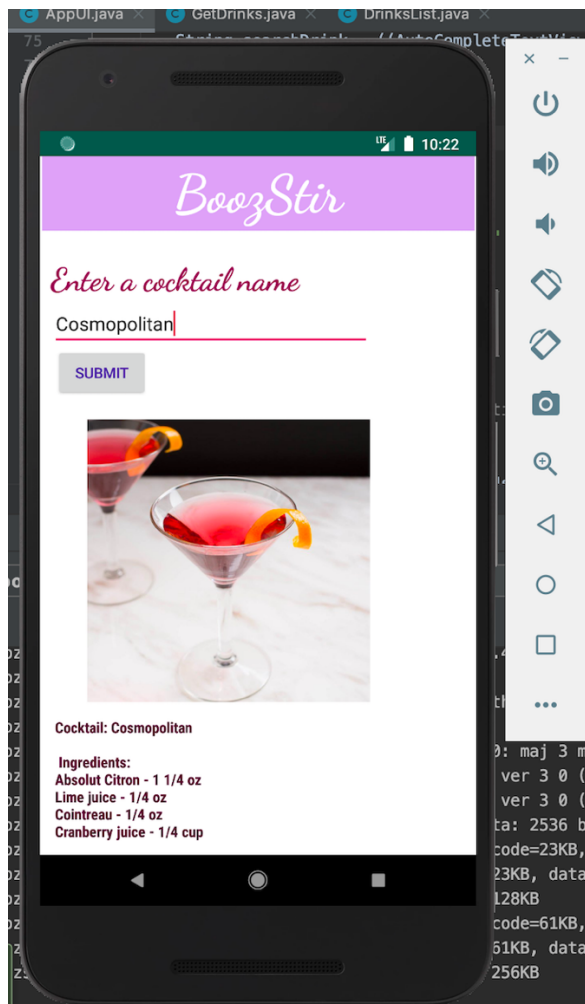 AppUI.java
GetDrinks.java
DrinksList.java
75
LTE
10:22
BoozStir
Enter a cocktail name
Cosmopolitan
SUBMIT
Cocktail: Cosmopolitan
Ingredients:
Absolut Citron - 1 1/4 oz
Lime juice - 1/4 oz
Cointreau - 1/4 oz
Cranberry juice - 1/4 cup
0: maj 3 m
ver 3 0 (
ver 3 0 (
ta: 2536 b
code=23KB,
23KB, data
128KB
code=61KB,
61KB, data
256KB